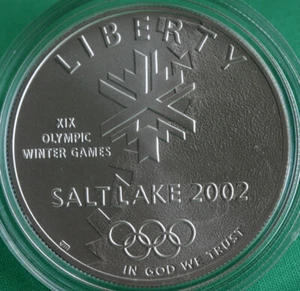 LIBERTY
XIX
OLYMPIC
WINTER GAMES
SALT LAKE 2002
IN GOD WE TRUST